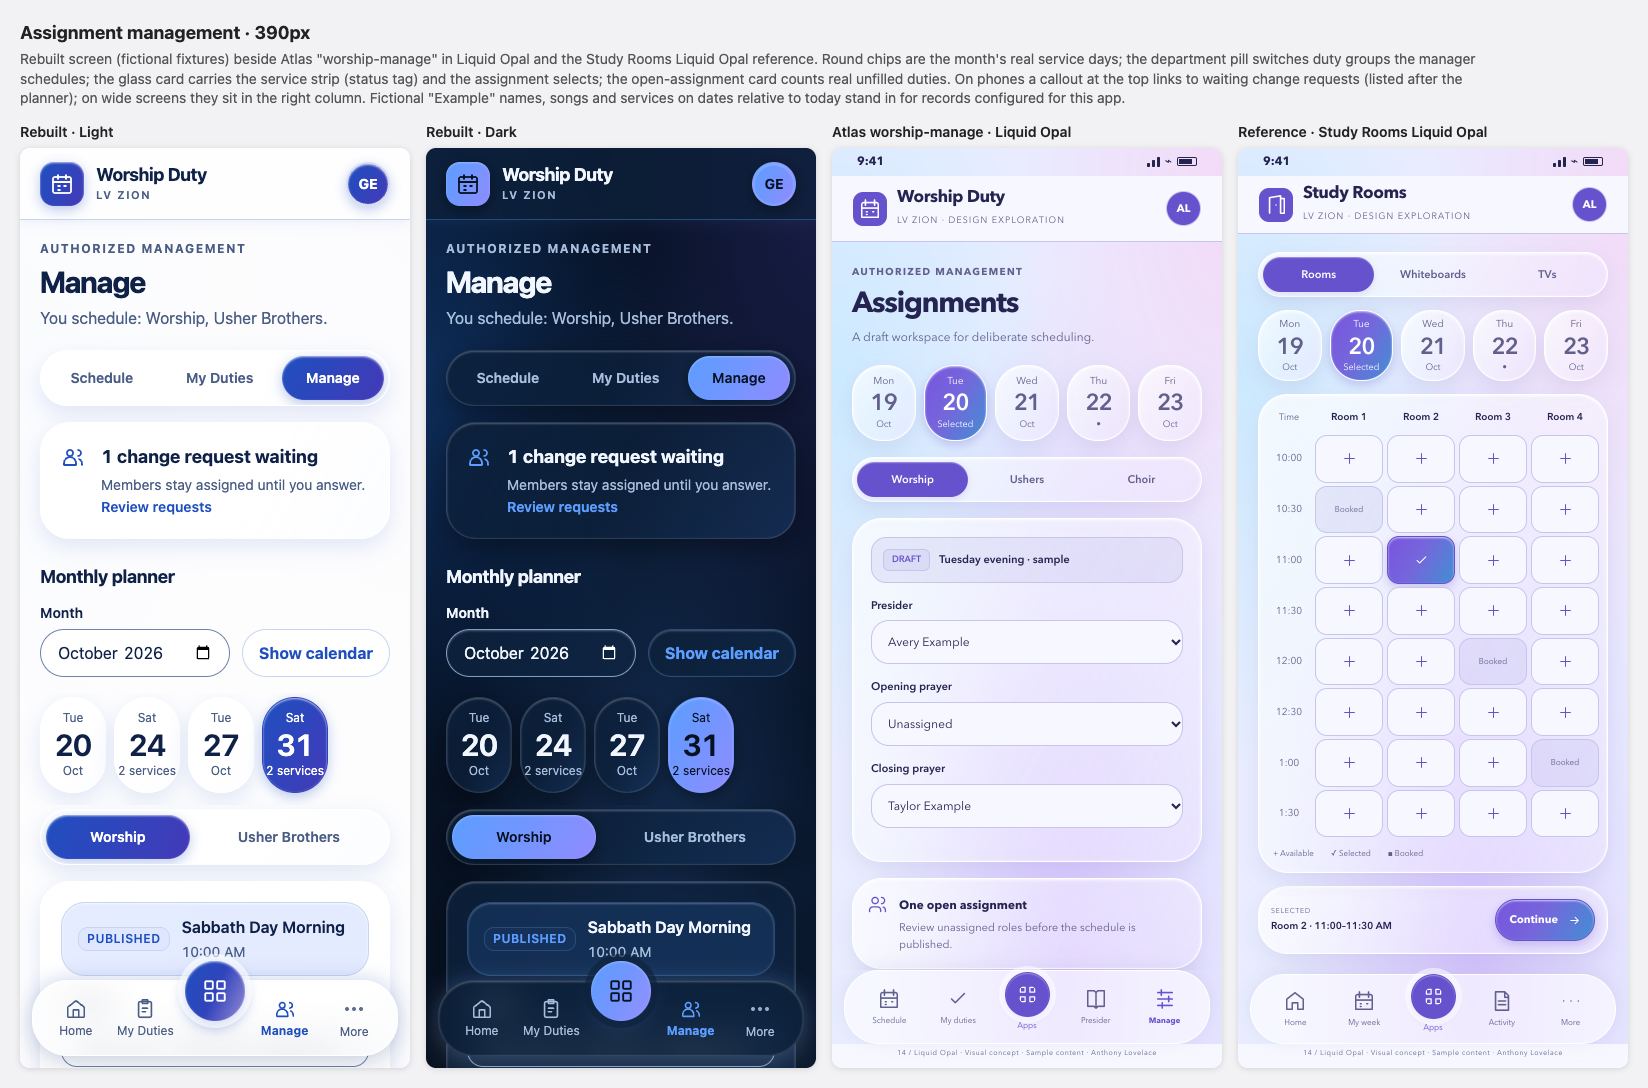 Assignment management · 390px
Rebuilt screen (fictional fixtures) beside Atlas "worship-manage" in Liquid Opal and the Study Rooms Liquid Opal reference. Round chips are the month's real service days; the department pill switches duty groups the manager
schedules; the glass card carries the service strip (status tag) and the assignment selects; the open-assignment card counts real unfilled duties. On phones a callout at the top links to waiting change requests (listed after the
planner); on wide screens they sit in the right column. Fictional "Example" names, songs and services on dates relative to today stand in for records configured for this app.
Rebuilt · Light
Worship Duty
LV ZION
GE
AUTHORIZED MANAGEMENT
Manage
You schedule: Worship, Usher Brothers.
Schedule My Duties Manage
1 change request waiting
Members stay assigned until you answer.
Review requests
Monthly planner
Month
October 2026 Show calendar
Tue Sat Tue Sat
20 24 27 31
Oct 2 services Oct 2 services
Worship Usher Brothers
PUBLISHED Sabbath Day Morning
10:00 AM
Home My Duties Manage More
Rebuilt · Dark
Worship Duty
LV ZION
GE
AUTHORIZED MANAGEMENT
Manage
You schedule: Worship, Usher Brothers.
Schedule My Duties Manage
1 change request waiting
Members stay assigned until you answer.
Review requests
Monthly planner
Month
October 2026 Show calendar
Tue Sat Tue Sat
20 24 27 31
Oct 2 services Oct 2 services
Worship Usher Brothers
PUBLISHED Sabbath Day Morning
10:00 AM
Home My Duties Manage More
Atlas worship-manage · Liquid Opal
9:41
Worship Duty
LV ZION · DESIGN EXPLORATION
AL
AUTHORIZED MANAGEMENT
Assignments
A draft workspace for deliberate scheduling.
Mon Tue Wed Thu Fri
19 20 21 22 23
Oct Selected Oct • Oct
Worship Ushers Choir
DRAFT Tuesday evening · sample
Presider
Avery Example
Opening prayer
Unassigned
Closing prayer
Taylor Example
One open assignment
Review unassigned roles before the schedule is
published.
Schedule My duties Apps Presider Manage
14 / Liquid Opal · Visual concept · Sample content · Anthony Lovelace
Reference · Study Rooms Liquid Opal
9:41
Study Rooms
LV ZION · DESIGN EXPLORATION
AL
Rooms Whiteboards TVs
Mon Tue Wed Thu Fri
19 20 21 22 23
Oct Selected Oct • Oct
Time Room 1 Room 2 Room 3 Room 4
10:00 + + + +
10:30 Booked + + +
11:00 + ✓ + +
11:30 + + + +
12:00 + + Booked +
12:30 + + + +
1:00 + + + Booked
1:30 + + + +
+ Available ✓ Selected ■ Booked
SELECTED
Room 2 · 11:00–11:30 AM
Continue →
Home My week Apps Activity More
14 / Liquid Opal · Visual concept · Sample content · Anthony Lovelace